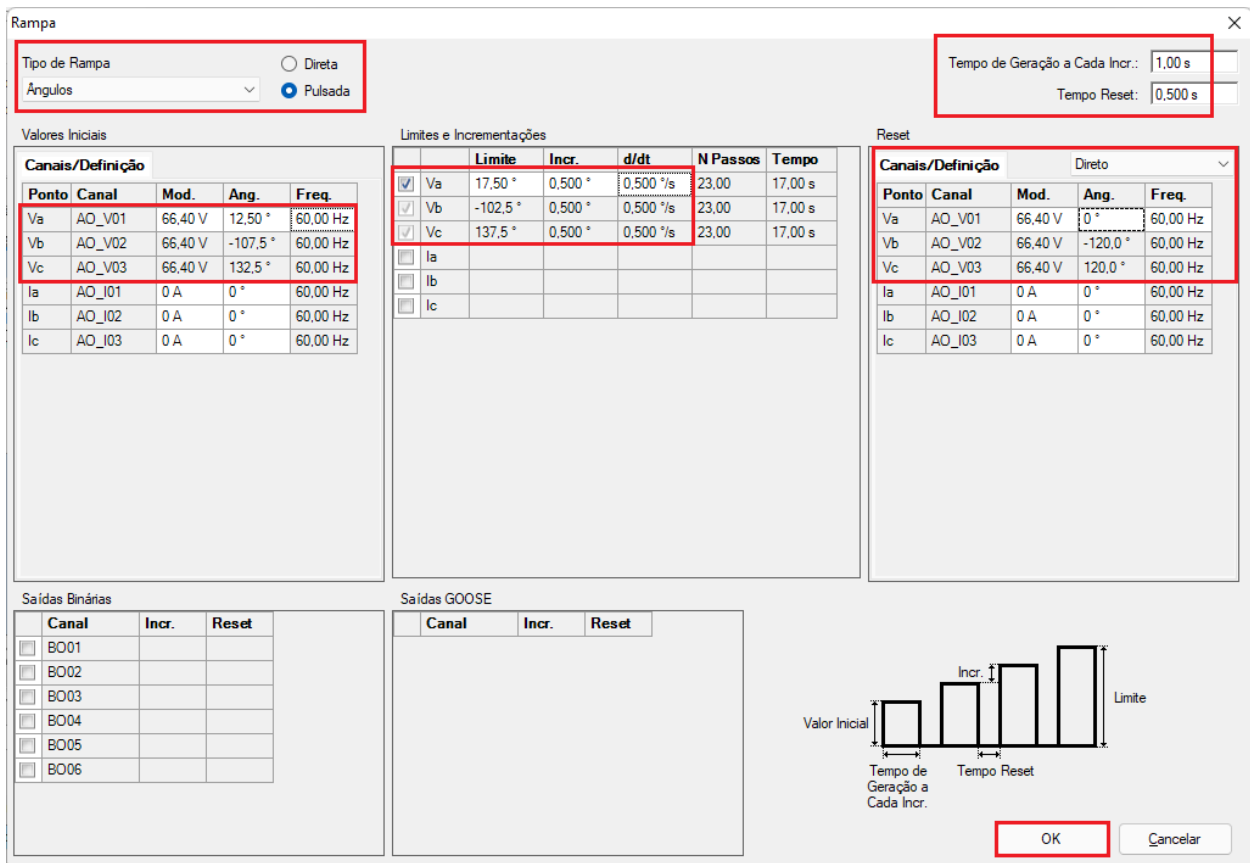 Rampa
Tipo de Rampa
Direta
Ângulos
Pulsada
Tempo de Geração a Cada Incr.: 1,00 s
Tempo Reset: 0,500 s
Valores Iniciais
Canais/Definição
Ponto Canal Mod. Ang. Freq.
Va AO_V01 66,40 V 12,50 ° 60,00 Hz
Vb AO_V02 66,40 V -107,5 ° 60,00 Hz
Vc AO_V03 66,40 V 132,5 ° 60,00 Hz
Ia AO_I01 0 A 0 ° 60,00 Hz
Ib AO_I02 0 A 0 ° 60,00 Hz
Ic AO_I03 0 A 0 ° 60,00 Hz
Limites e Incrementações
Limite Incr. d/dt N Passos Tempo
Va 17,50 ° 0,500 ° 0,500 °/s 23,00 17,00 s
Vb -102,5 ° 0,500 ° 0,500 °/s 23,00 17,00 s
Vc 137,5 ° 0,500 ° 0,500 °/s 23,00 17,00 s
Ia
Ib
Ic
Reset
Canais/Definição Direto
Ponto Canal Mod. Ang. Freq.
Va AO_V01 66,40 V 0 ° 60,00 Hz
Vb AO_V02 66,40 V -120,0 ° 60,00 Hz
Vc AO_V03 66,40 V 120,0 ° 60,00 Hz
Ia AO_I01 0 A 0 ° 60,00 Hz
Ib AO_I02 0 A 0 ° 60,00 Hz
Ic AO_I03 0 A 0 ° 60,00 Hz
Saídas Binárias
Canal Incr. Reset
BO01
BO02
BO03
BO04
BO05
BO06
Saídas GOOSE
Canal Incr. Reset
Incr.
Limite
Valor Inicial
Tempo de
Geração a
Cada Incr.
Tempo Reset
OK
Cancelar